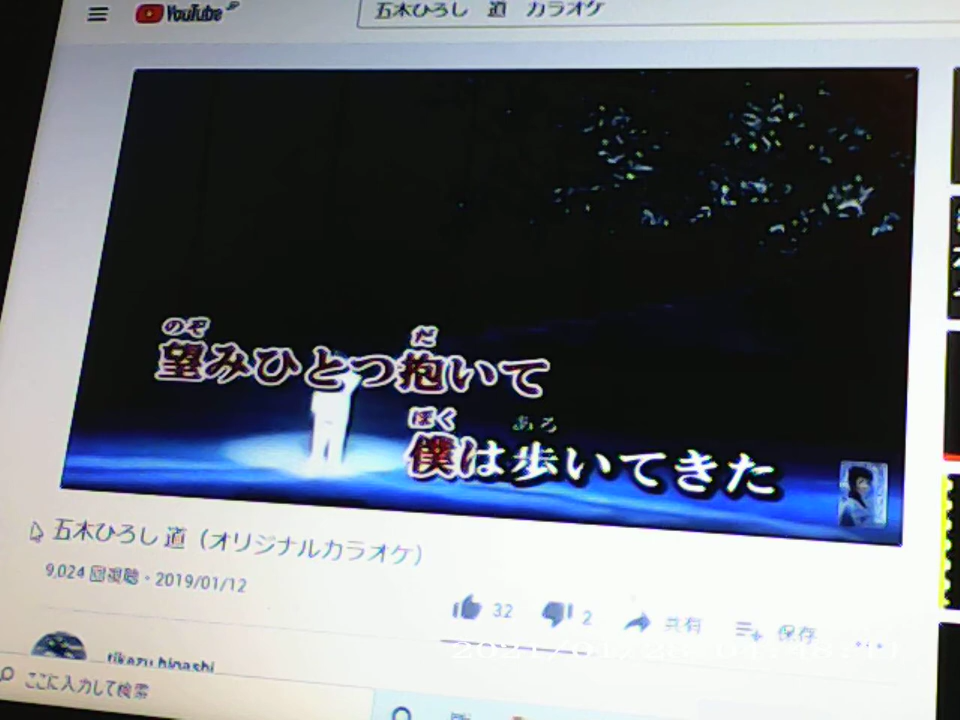 YouTube JP
五木ひろし 道 カラオケ
のぞ だ
望みひとつ抱いて
ぼく ある
僕は歩いてきた
五木ひろし 道（オリジナルカラオケ）
9,024 回視聴・2019/01/12
32 2 共有 保存
ここに入力して検索